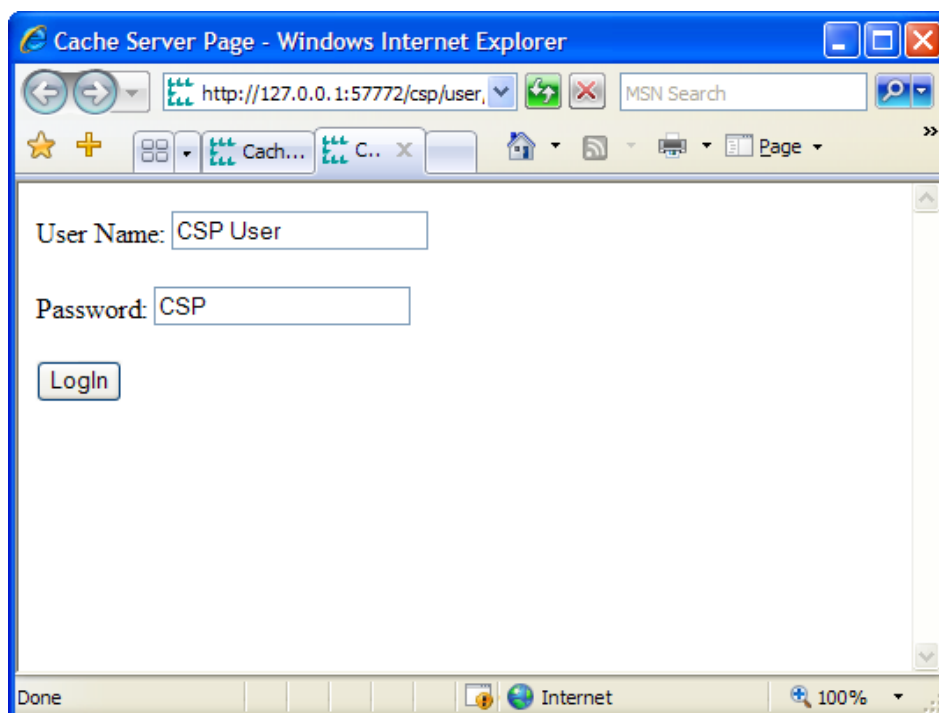 Cache Server Page - Windows Internet Explorer
http://127.0.0.1:57772/csp/user, MSN Search
Cach... C.. Page
User Name: CSP User
Password: CSP
LogIn
Done Internet 100%